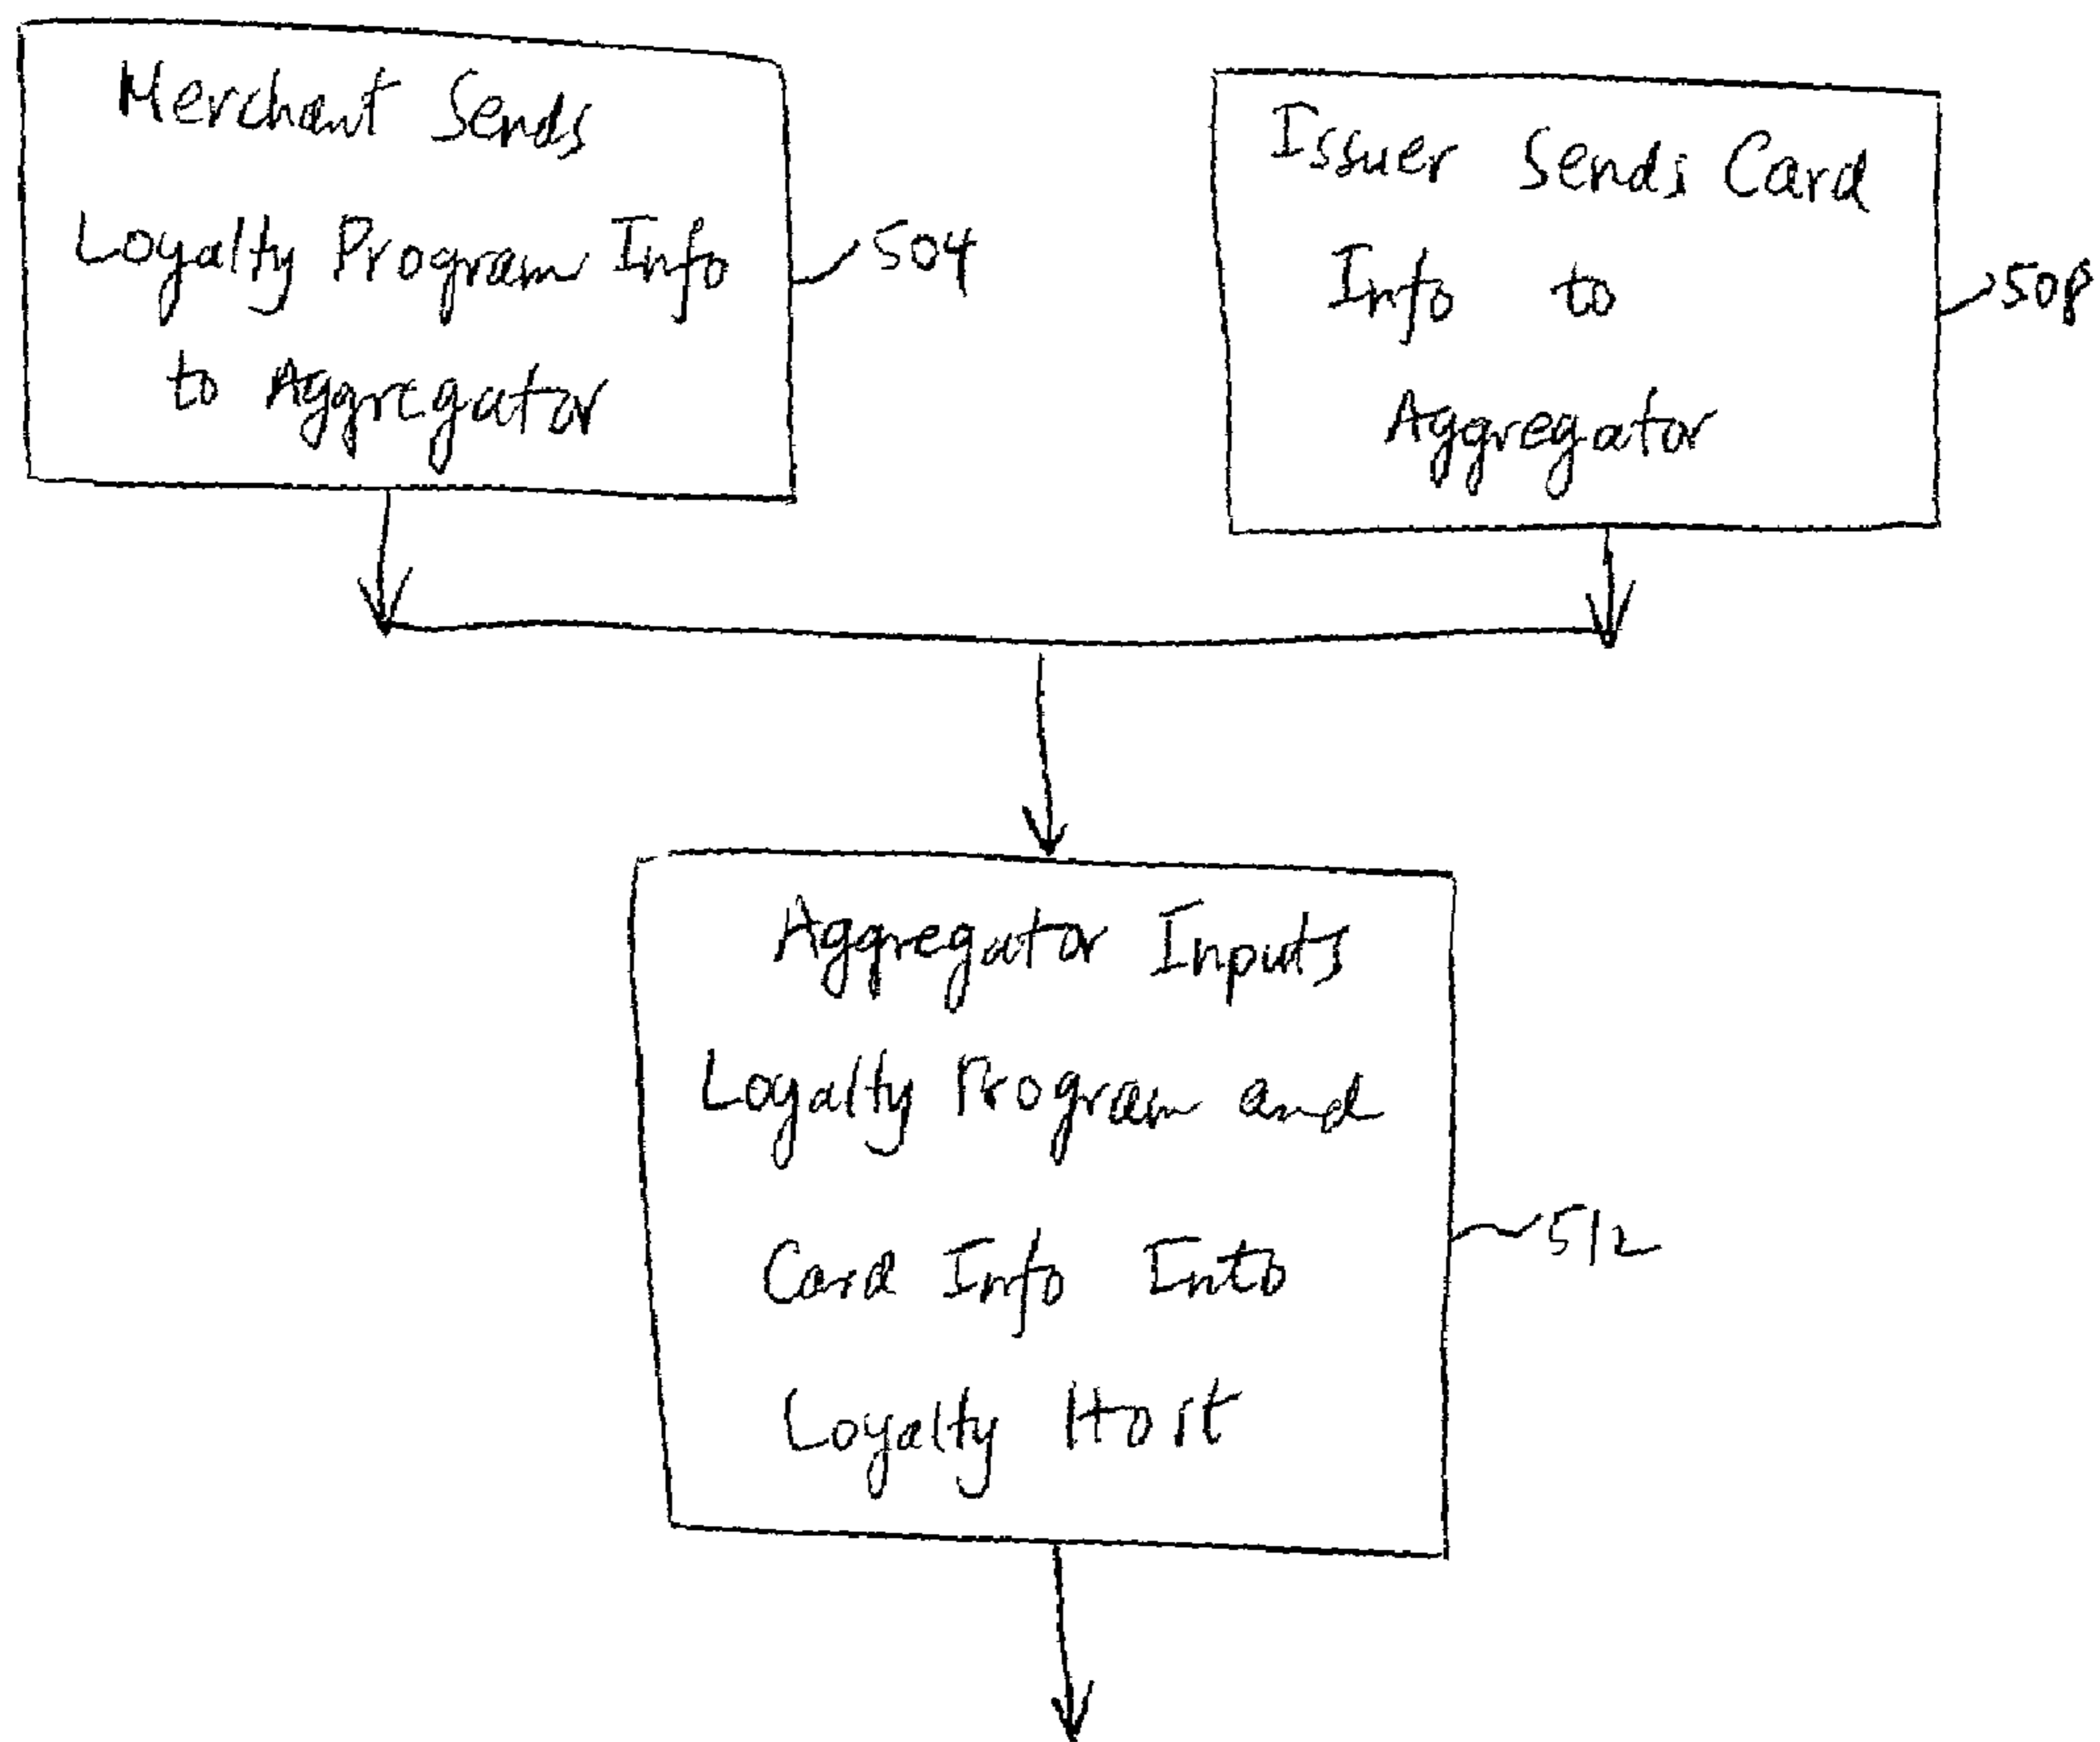 Merchant Sends
Loyalty Program Info
to Aggregator
504
Issuer Sends Card
Info to
Aggregator
508
Aggregator Inputs
Loyalty Program and
Card Info Into
Loyalty Host
512